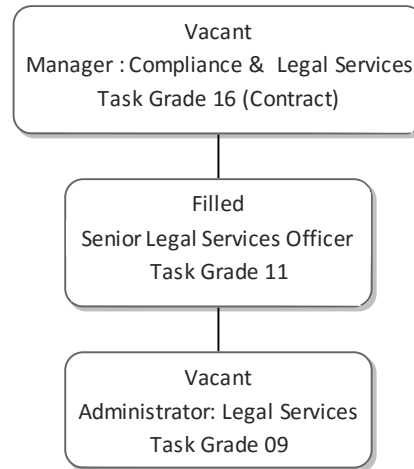 Vacant
Manager : Compliance & Legal Services
Task Grade 16 (Contract)
Filled
Senior Legal Services Officer
Task Grade 11
Vacant
Administrator: Legal Services
Task Grade 09